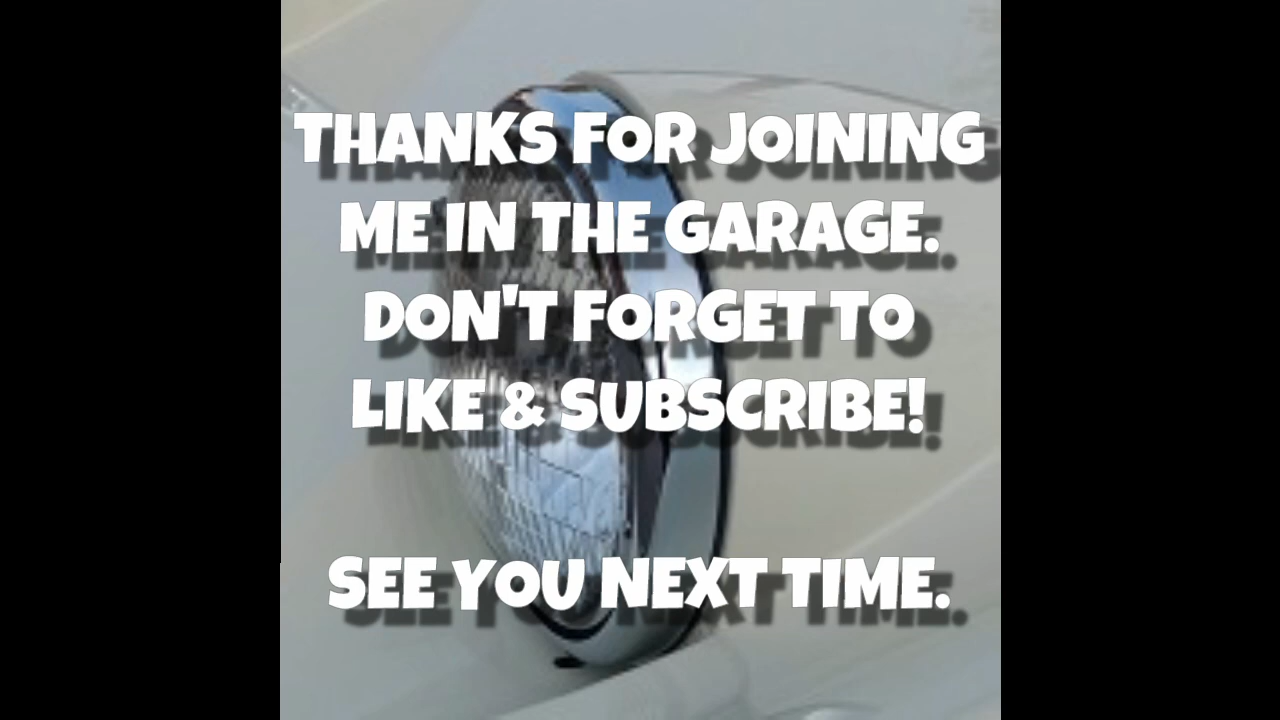 THANKS FOR JOINING
ME IN THE GARAGE.
DON'T FORGET TO
LIKE & SUBSCRIBE!
SEE YOU NEXT TIME.